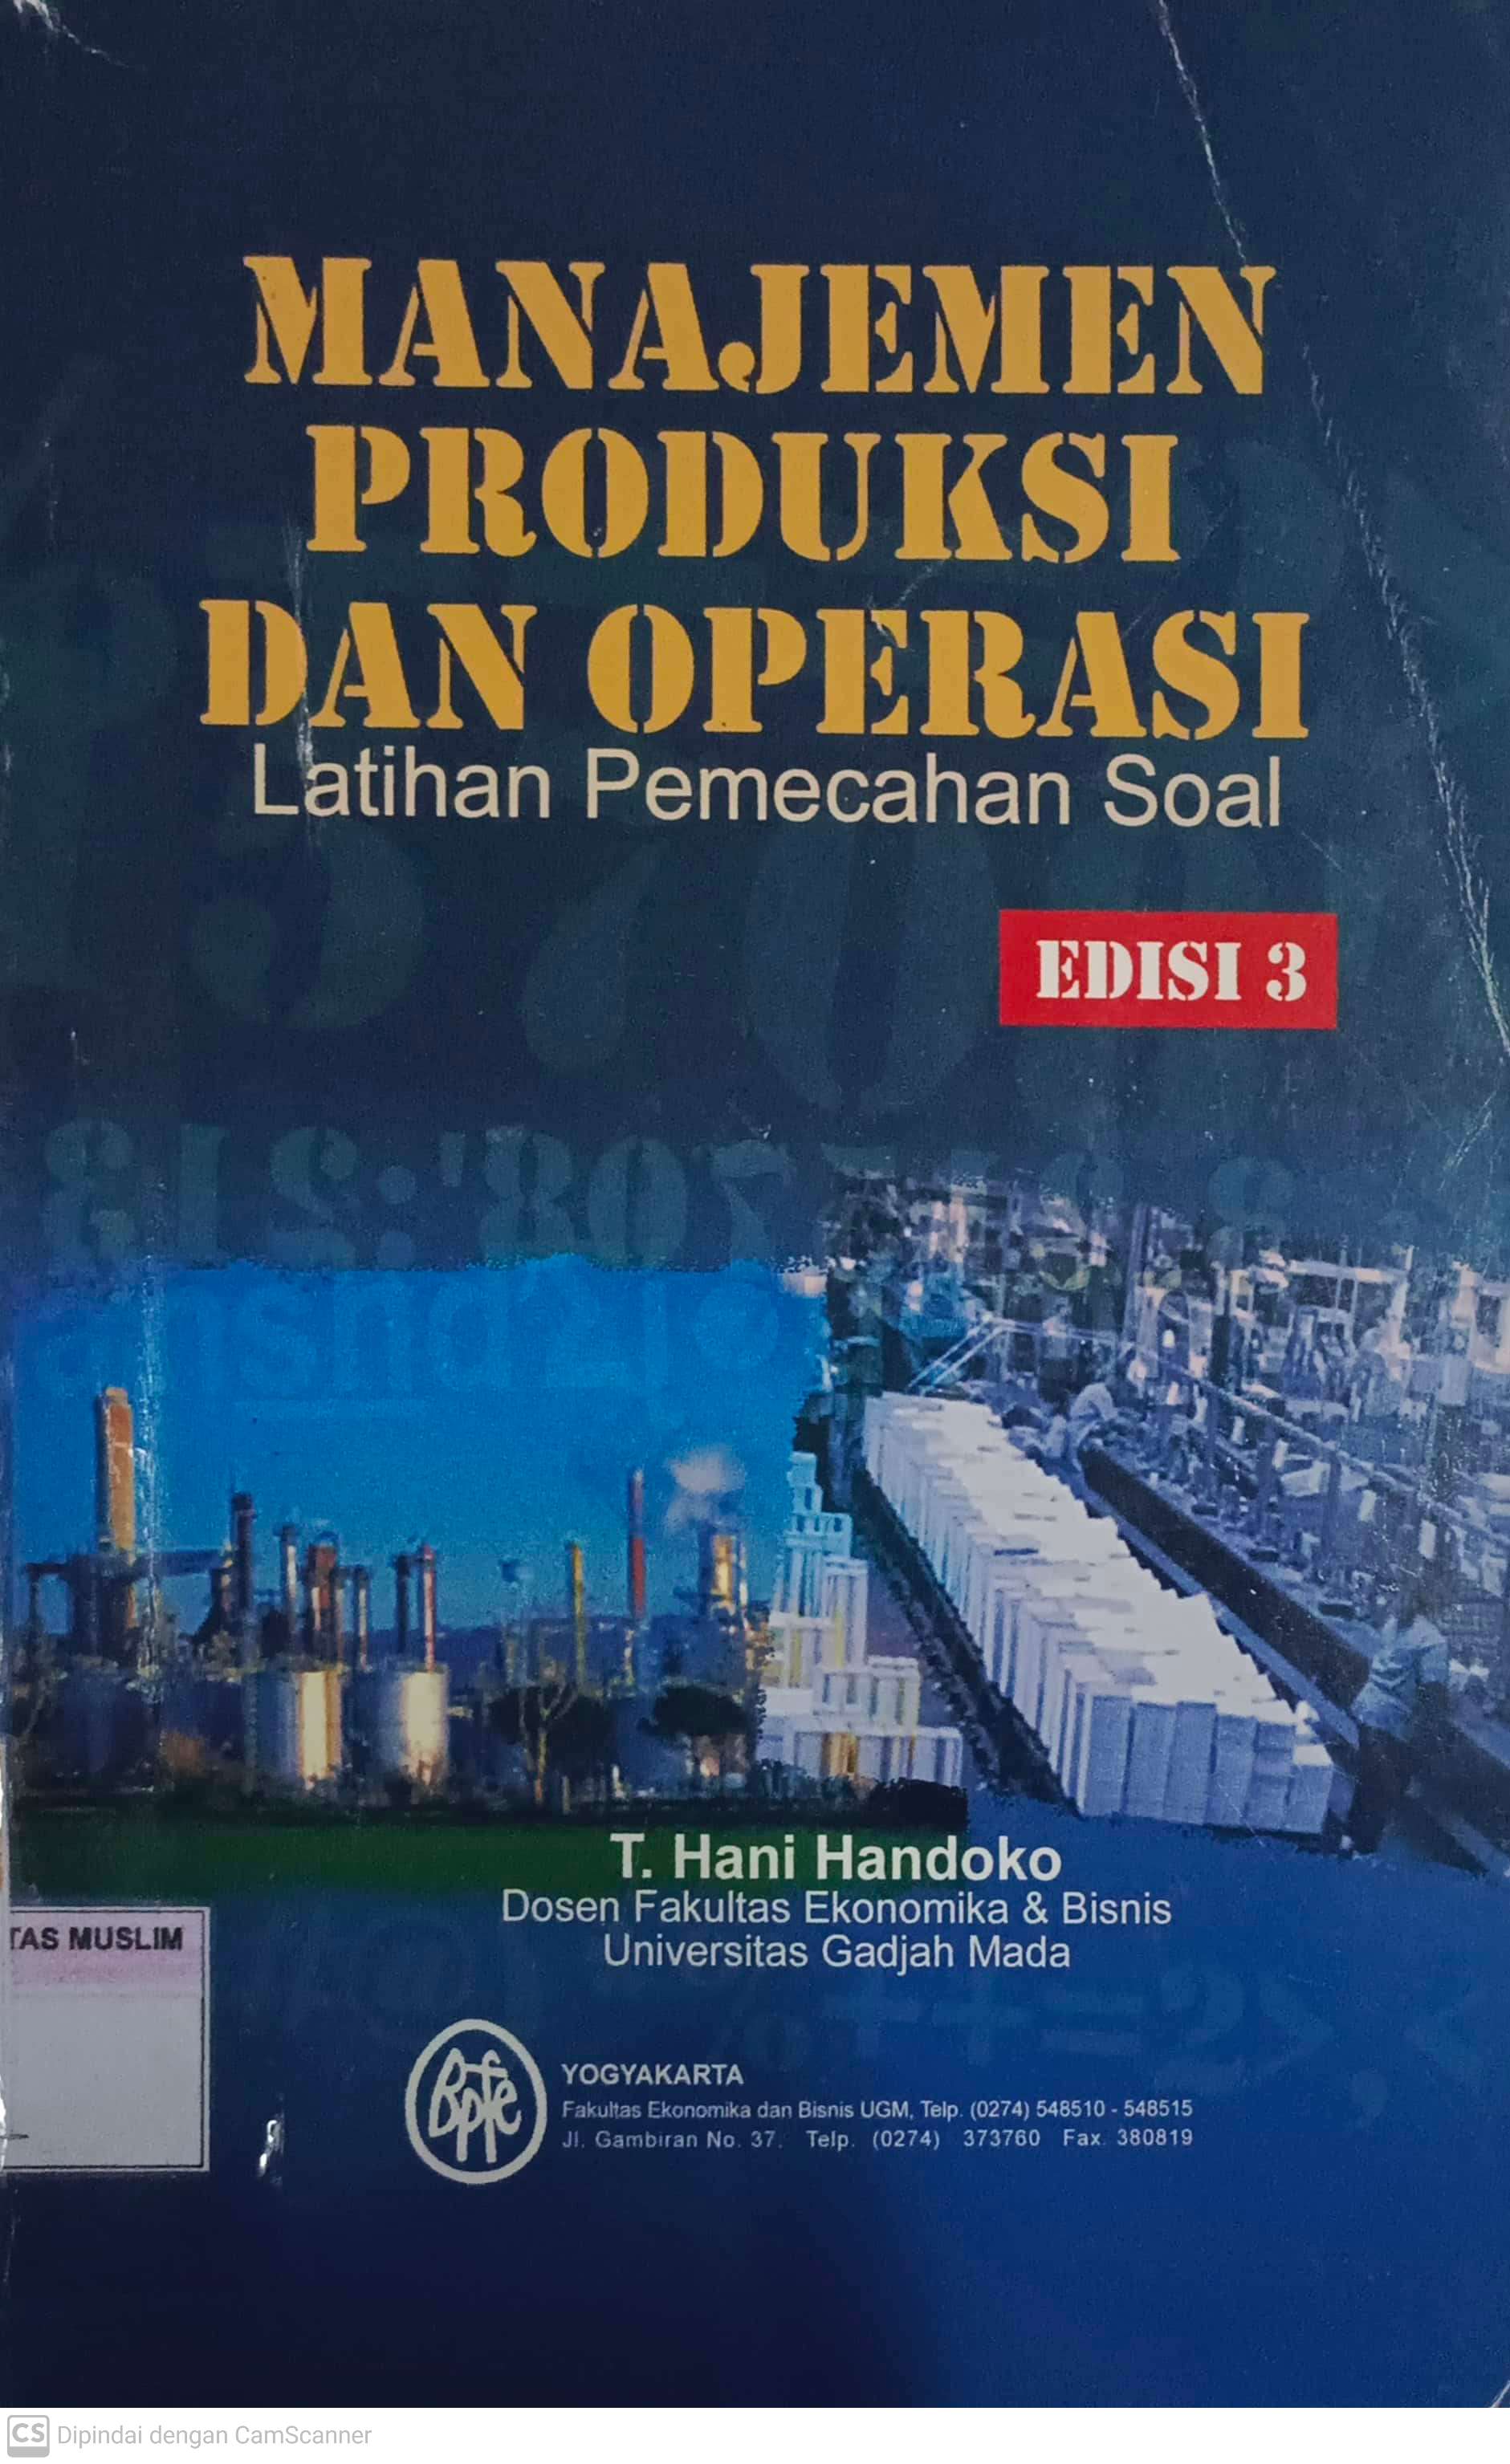 MANAJEMEN
PRODUKSI
DAN OPERASI
Latihan Pemecahan Soal
EDISI 3
T. Hani Handoko
Dosen Fakultas Ekonomika & Bisnis
Universitas Gadjah Mada
TAS MUSLIM
Bpfe
YOGYAKARTA
Fakultas Ekonomika dan Bisnis UGM, Telp. (0274) 548510 - 548515
Jl. Gambiran No. 37. Telp. (0274) 373760 Fax. 380819
CS Dipindai dengan CamScanner